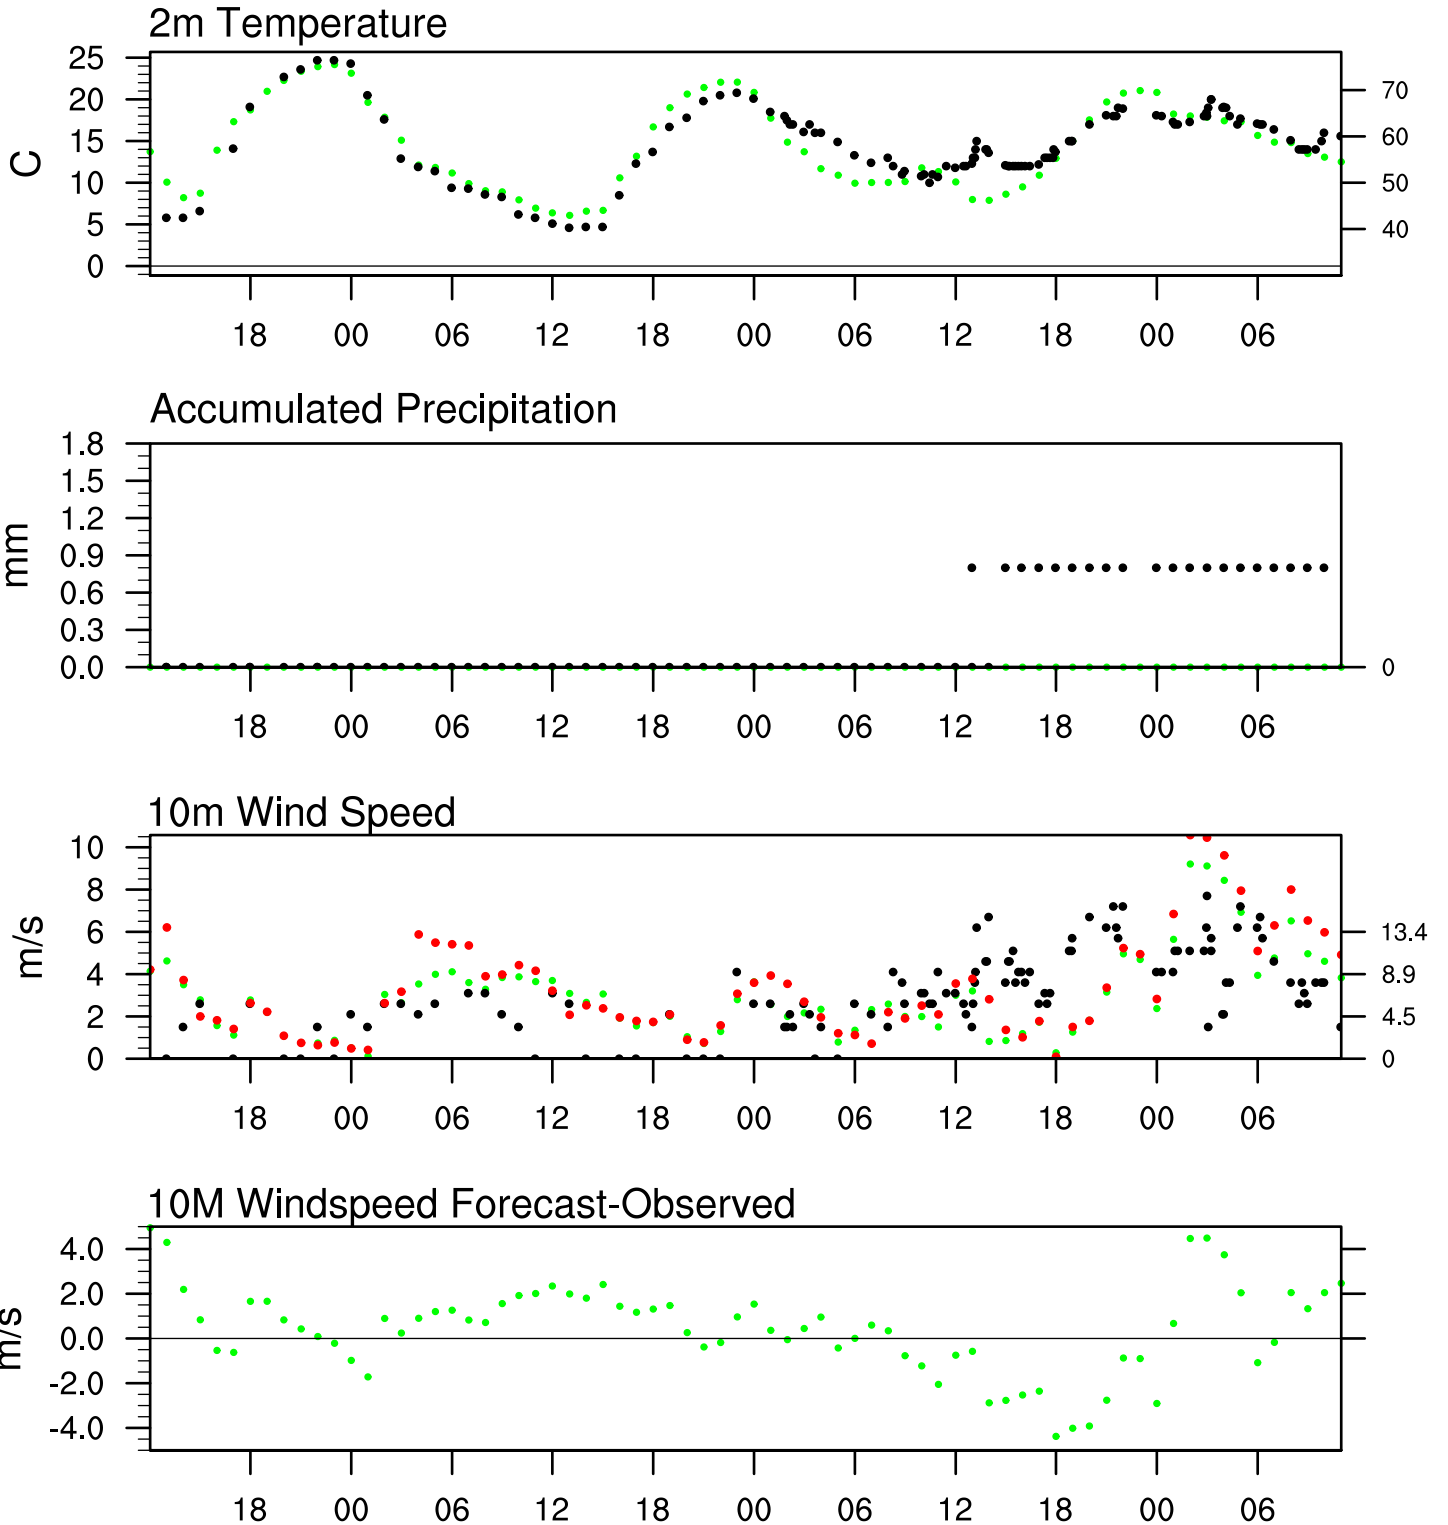 2m Temperature
25
20
15
10
5
0
C
70
60
50
40
18 00 06 12 18 00 06 12 18 00 06
Accumulated Precipitation
1.8
1.5
1.2
0.9
0.6
0.3
0.0
mm
0
18 00 06 12 18 00 06 12 18 00 06
10m Wind Speed
10
8
6
4
2
0
m/s
13.4
8.9
4.5
0
18 00 06 12 18 00 06 12 18 00 06
10M Windspeed Forecast-Observed
4.0
2.0
0.0
-2.0
-4.0
m/s
18 00 06 12 18 00 06 12 18 00 06